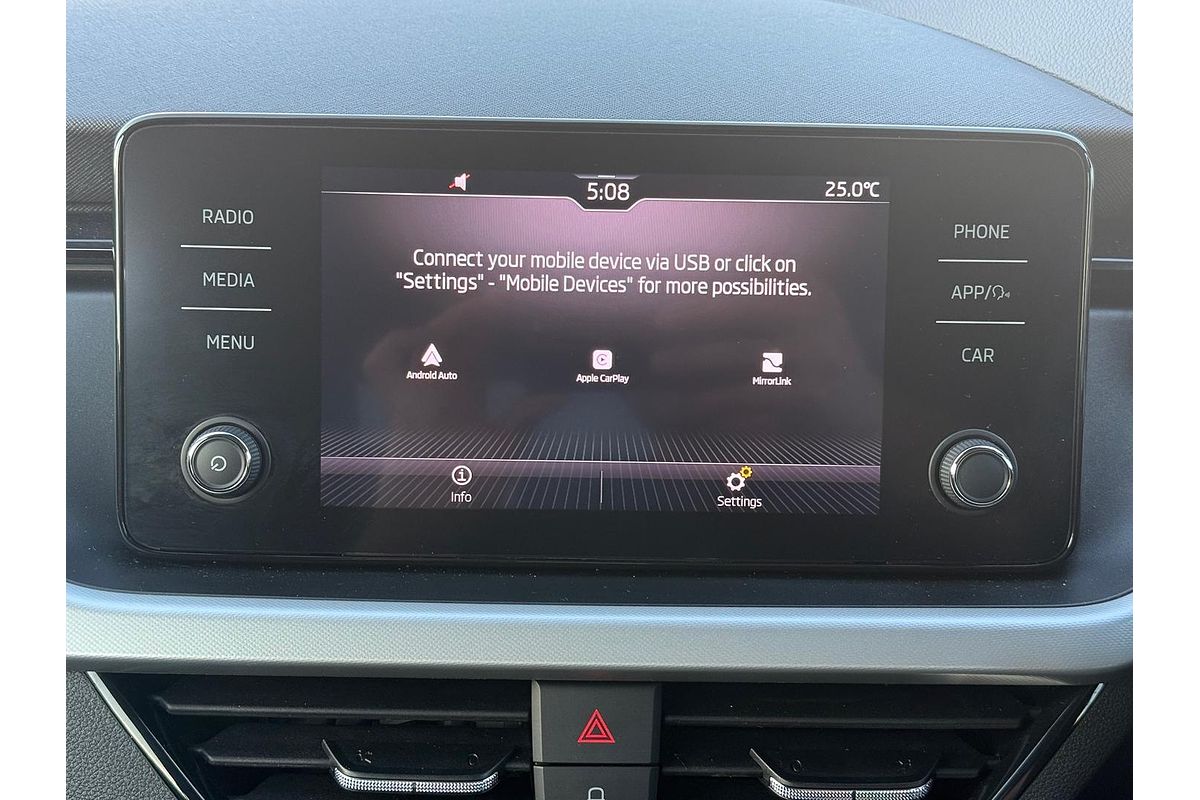 RADIO
MEDIA
MENU
5:08
25.0°C
Connect your mobile device via USB or click on
"Settings" - "Mobile Devices" for more possibilities.
Android Auto
Apple CarPlay
MirrorLink
Info
Settings
PHONE
APP/
CAR